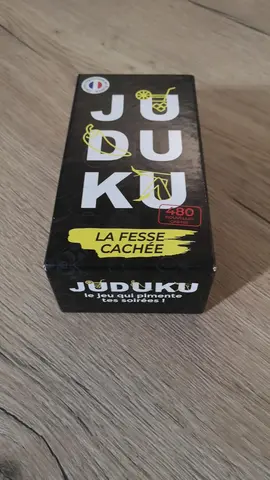 JU
DU
KU
480
LA FESSE
CACHÉE
JUDUKU
le jeu qui pimente
tes soirées !